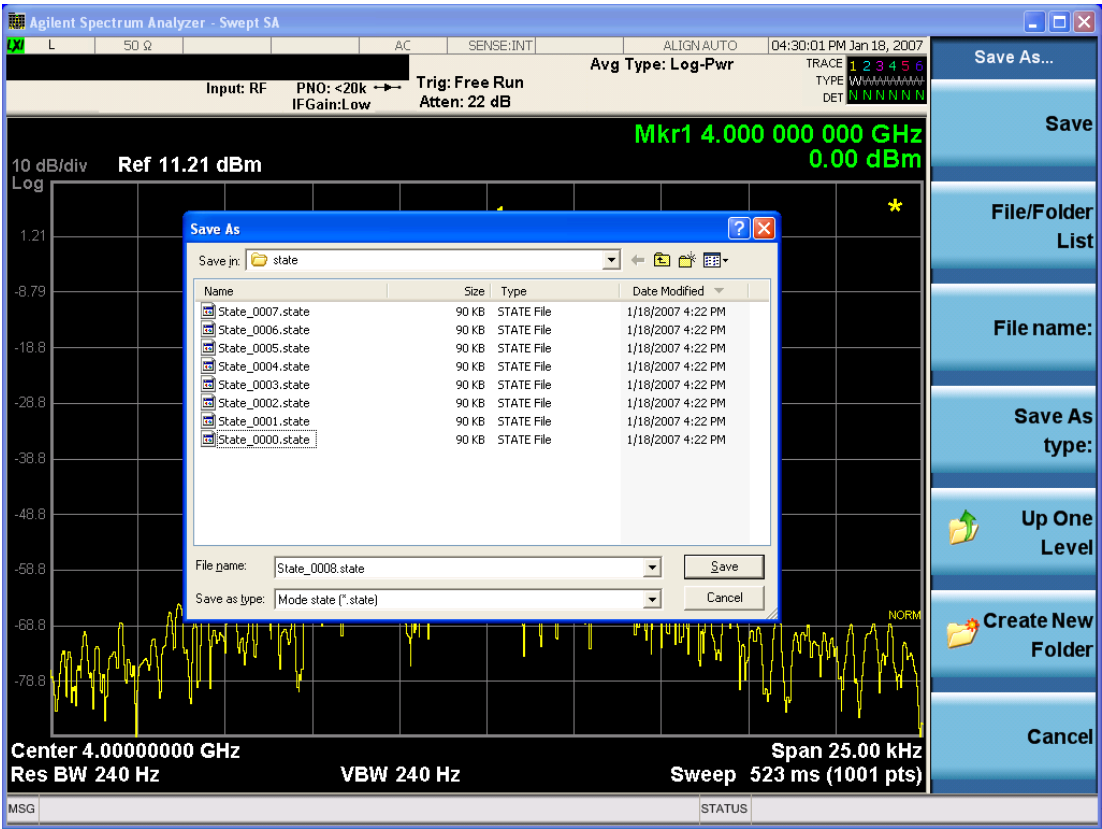 Agilent Spectrum Analyzer - Swept SA
LXI L 50 Ω AC SENSE:INT ALIGN AUTO 04:30:01 PM Jan 18, 2007
Input: RF
PNO: <20k
IFGain:Low
Trig: Free Run
Atten: 22 dB
Avg Type: Log-Pwr
TRACE 1 2 3 4 5 6
TYPE WWWWWW
DET N N N N N N
Mkr1 4.000 000 000 GHz
0.00 dBm
10 dB/div Ref 11.21 dBm
Log
1.21
-8.79
-18.8
-28.8
-38.8
-48.8
-58.8
-68.8
-78.8
NORM
Save As
Save in: state
Name Size Type Date Modified
State_0007.state 90 KB STATE File 1/18/2007 4:22 PM
State_0006.state 90 KB STATE File 1/18/2007 4:22 PM
State_0005.state 90 KB STATE File 1/18/2007 4:22 PM
State_0004.state 90 KB STATE File 1/18/2007 4:22 PM
State_0003.state 90 KB STATE File 1/18/2007 4:22 PM
State_0002.state 90 KB STATE File 1/18/2007 4:22 PM
State_0001.state 90 KB STATE File 1/18/2007 4:22 PM
State_0000.state 90 KB STATE File 1/18/2007 4:22 PM
File name: State_0008.state Save
Save as type: Mode state (*.state) Cancel
Center 4.00000000 GHz Span 25.00 kHz
Res BW 240 Hz VBW 240 Hz Sweep 523 ms (1001 pts)
MSG STATUS
Save As...
Save
File/Folder
List
File name:
Save As
type:
Up One
Level
Create New
Folder
Cancel